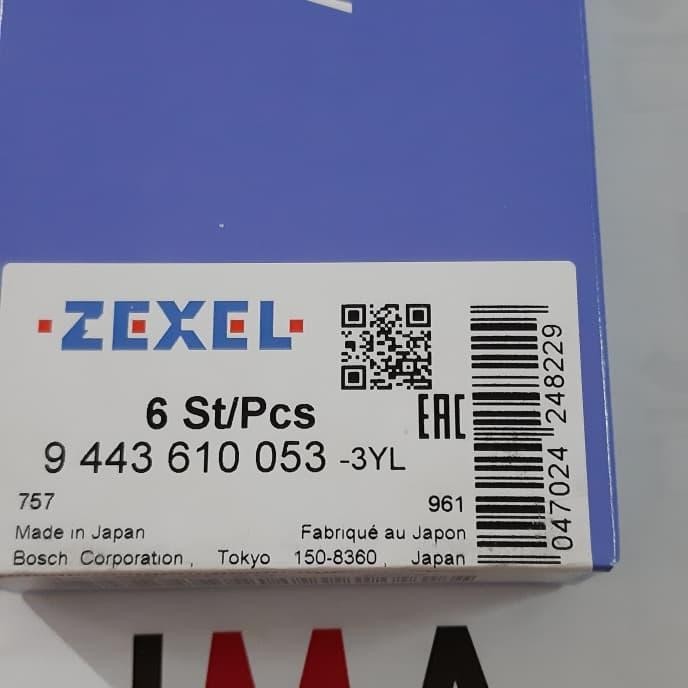 ZEXEL
6 St/Pcs
EAC
9 443 610 053 -3YL
757
961
Made in Japan
Fabriqué au Japon
Bosch Corporation, Tokyo 150-8360, Japan
047024 248229